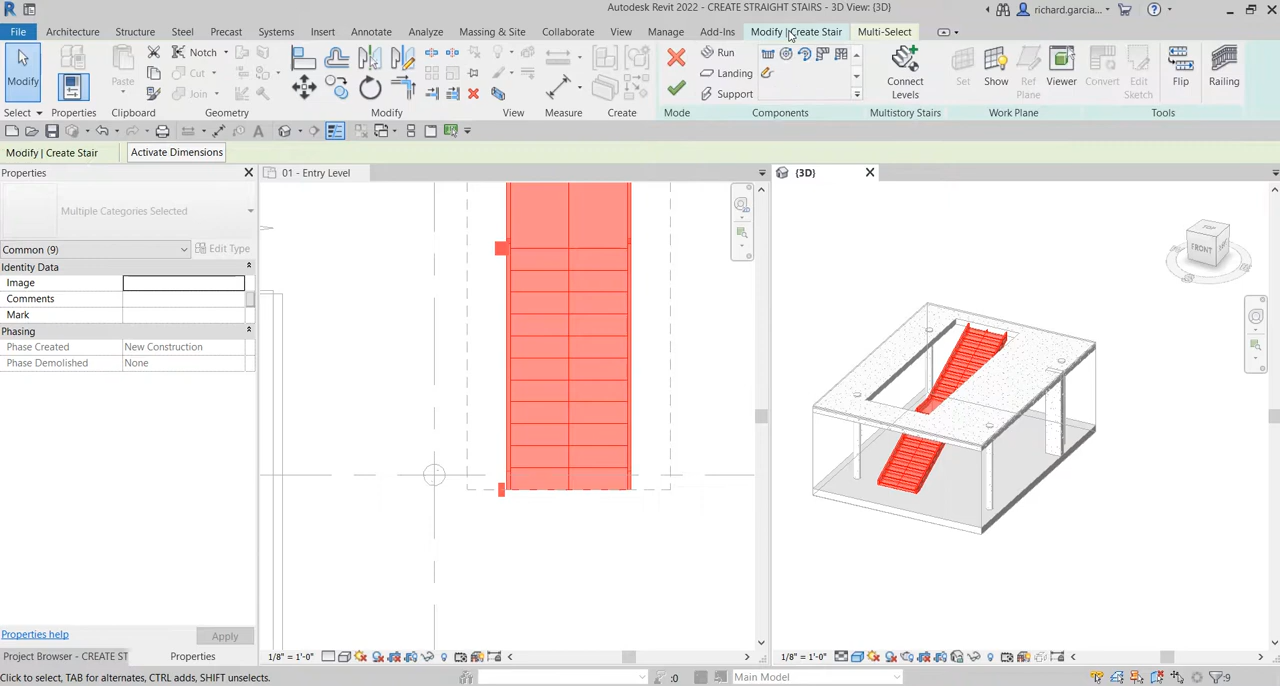 Autodesk Revit 2022 - CREATE STRAIGHT STAIRS - 3D View: {3D}
richard.garcia...
File Architecture Structure Steel Precast Systems Insert Annotate Analyze Massing & Site Collaborate View Manage Add-Ins Modify | Create Stair Multi-Select
Modify
Paste
Notch
Cut
Join
Run
Landing
Support
Connect
Levels
Set
Show
Ref
Plane
Viewer
Convert
Edit
Sketch
Flip
Railing
Select Properties Clipboard Geometry Modify View Measure Create Mode Components Multistory Stairs Work Plane Tools
Modify | Create Stair Activate Dimensions
Properties
01 - Entry Level
{3D}
Multiple Categories Selected
Common (9) Edit Type
Identity Data
Image
Comments
Mark
Phasing
Phase Created New Construction
Phase Demolished None
TOP
FRONT
Properties help Apply
Project Browser - CREATE ST Properties
1/8" = 1'-0"
1/8" = 1'-0"
Click to select, TAB for alternates, CTRL adds, SHIFT unselects.
:0
Main Model
:9